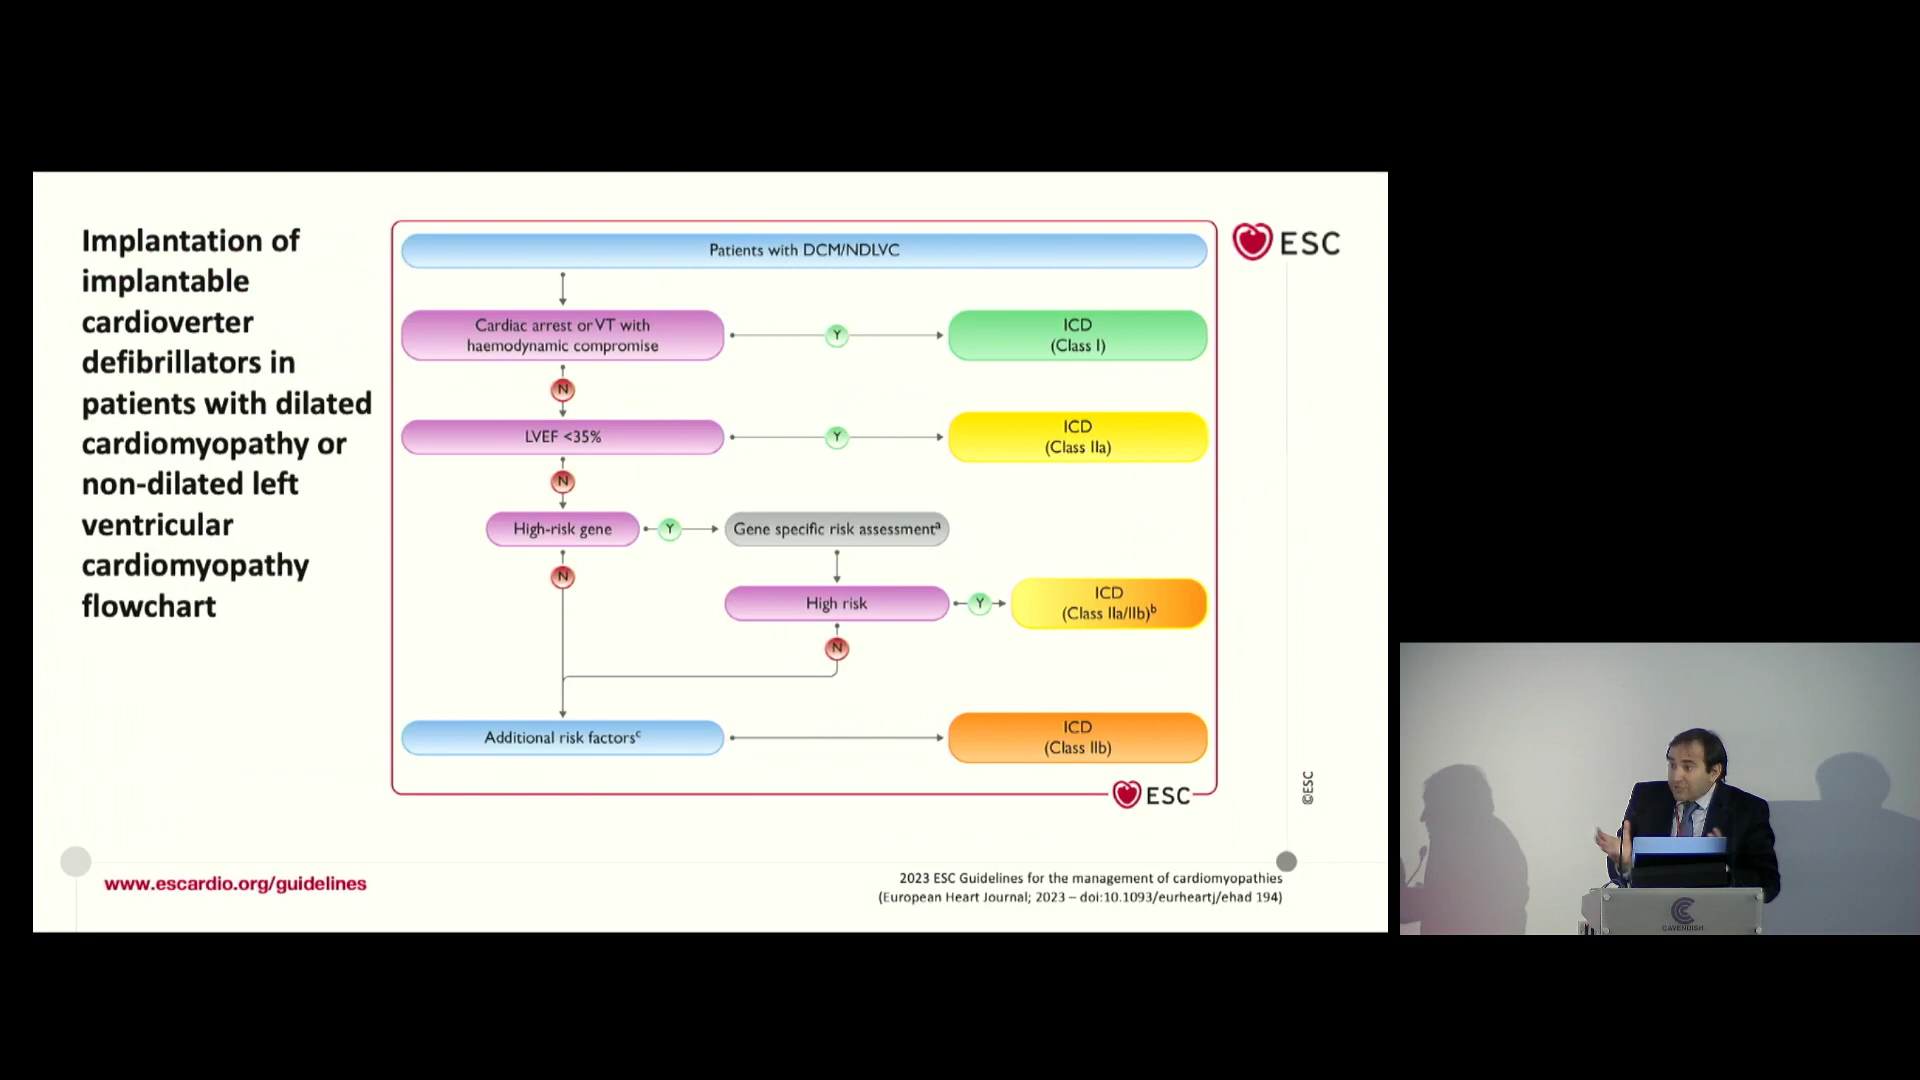 Implantation of
implantable
cardioverter
defibrillators in
patients with dilated
cardiomyopathy or
non-dilated left
ventricular
cardiomyopathy
flowchart
Patients with DCM/NDLVC
Cardiac arrest or VT with
haemodynamic compromise
Y
ICD
(Class I)
N
LVEF <35%
Y
ICD
(Class IIa)
N
High-risk gene
Y
Gene specific risk assessmentᵃ
N
High risk
Y
ICD
(Class IIa/IIb)ᵇ
N
Additional risk factorsᶜ
ICD
(Class IIb)
ESC
ESC
©ESC
www.escardio.org/guidelines
2023 ESC Guidelines for the management of cardiomyopathies
(European Heart Journal; 2023 – doi:10.1093/eurheartj/ehad 194)
CAVENDISH